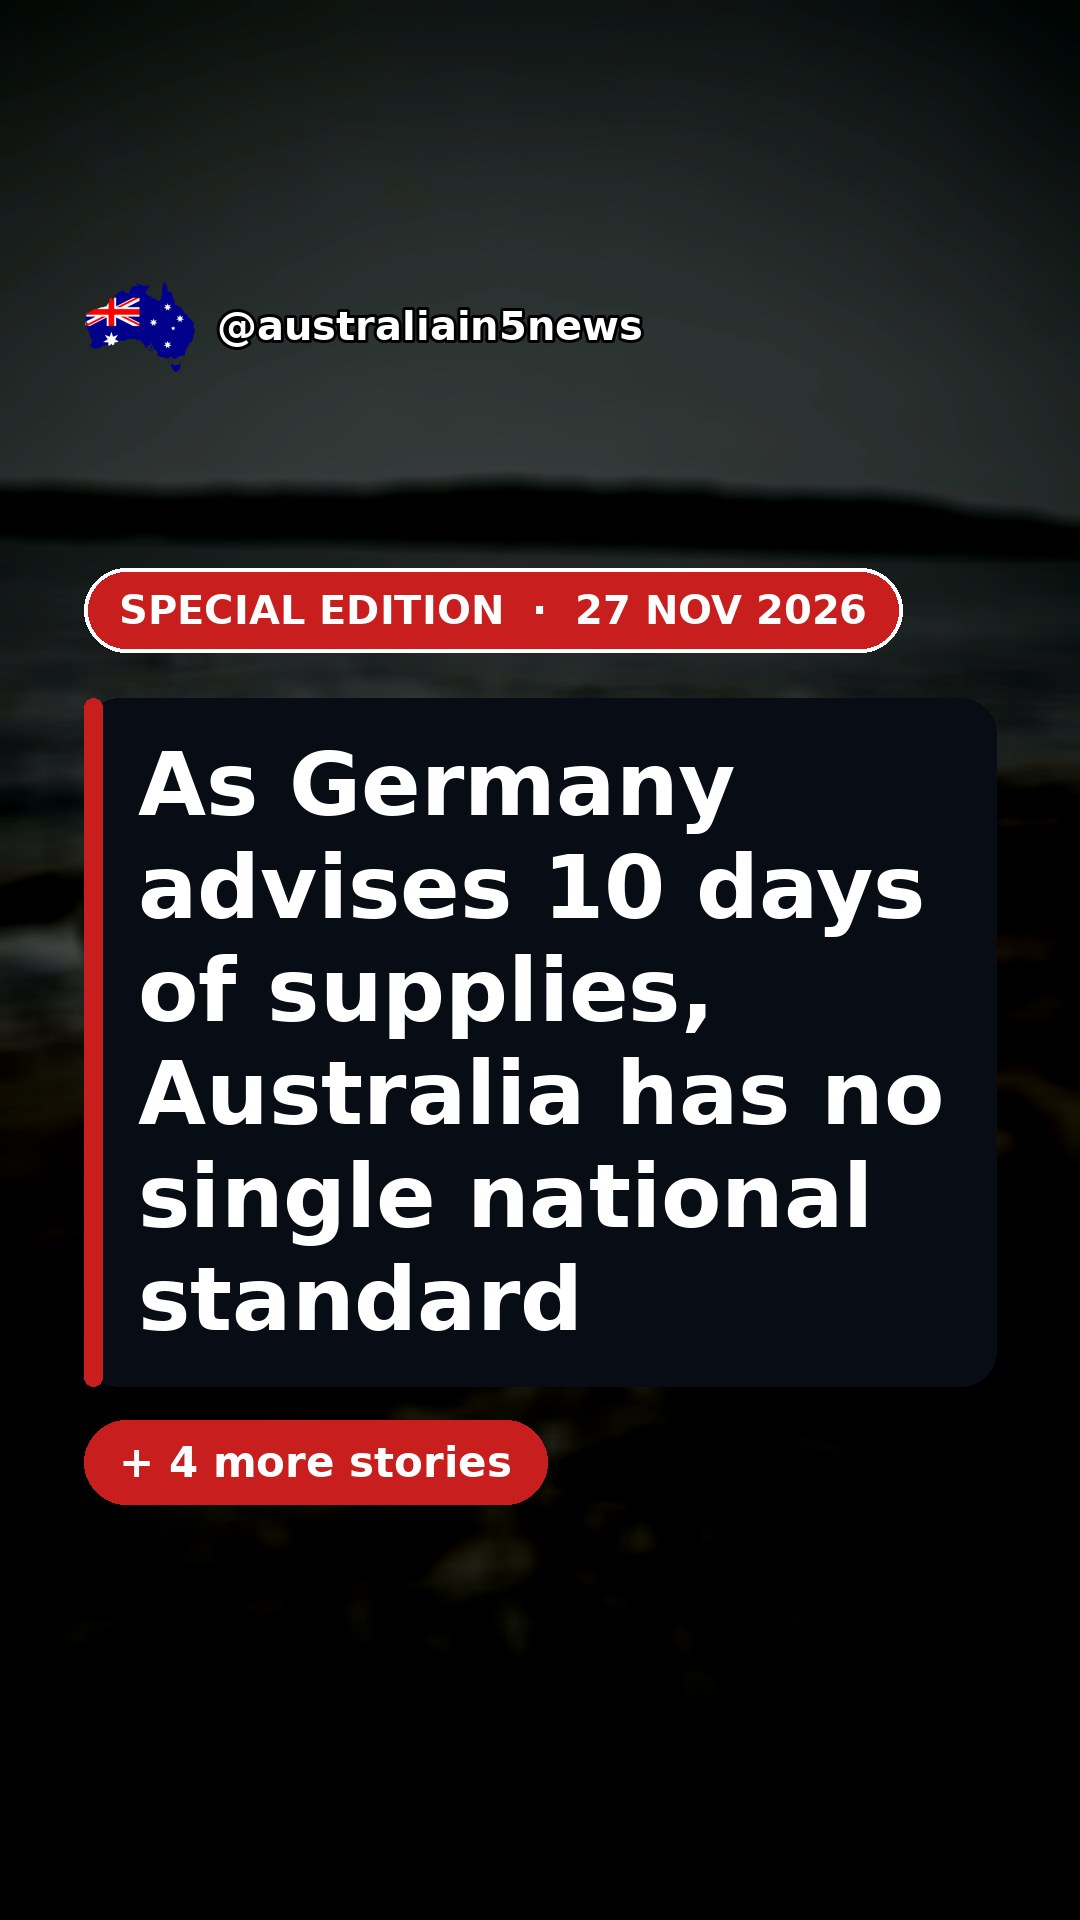 @australiain5news
SPECIAL EDITION · 27 NOV 2026
As Germany
advises 10 days
of supplies,
Australia has no
single national
standard
+ 4 more stories